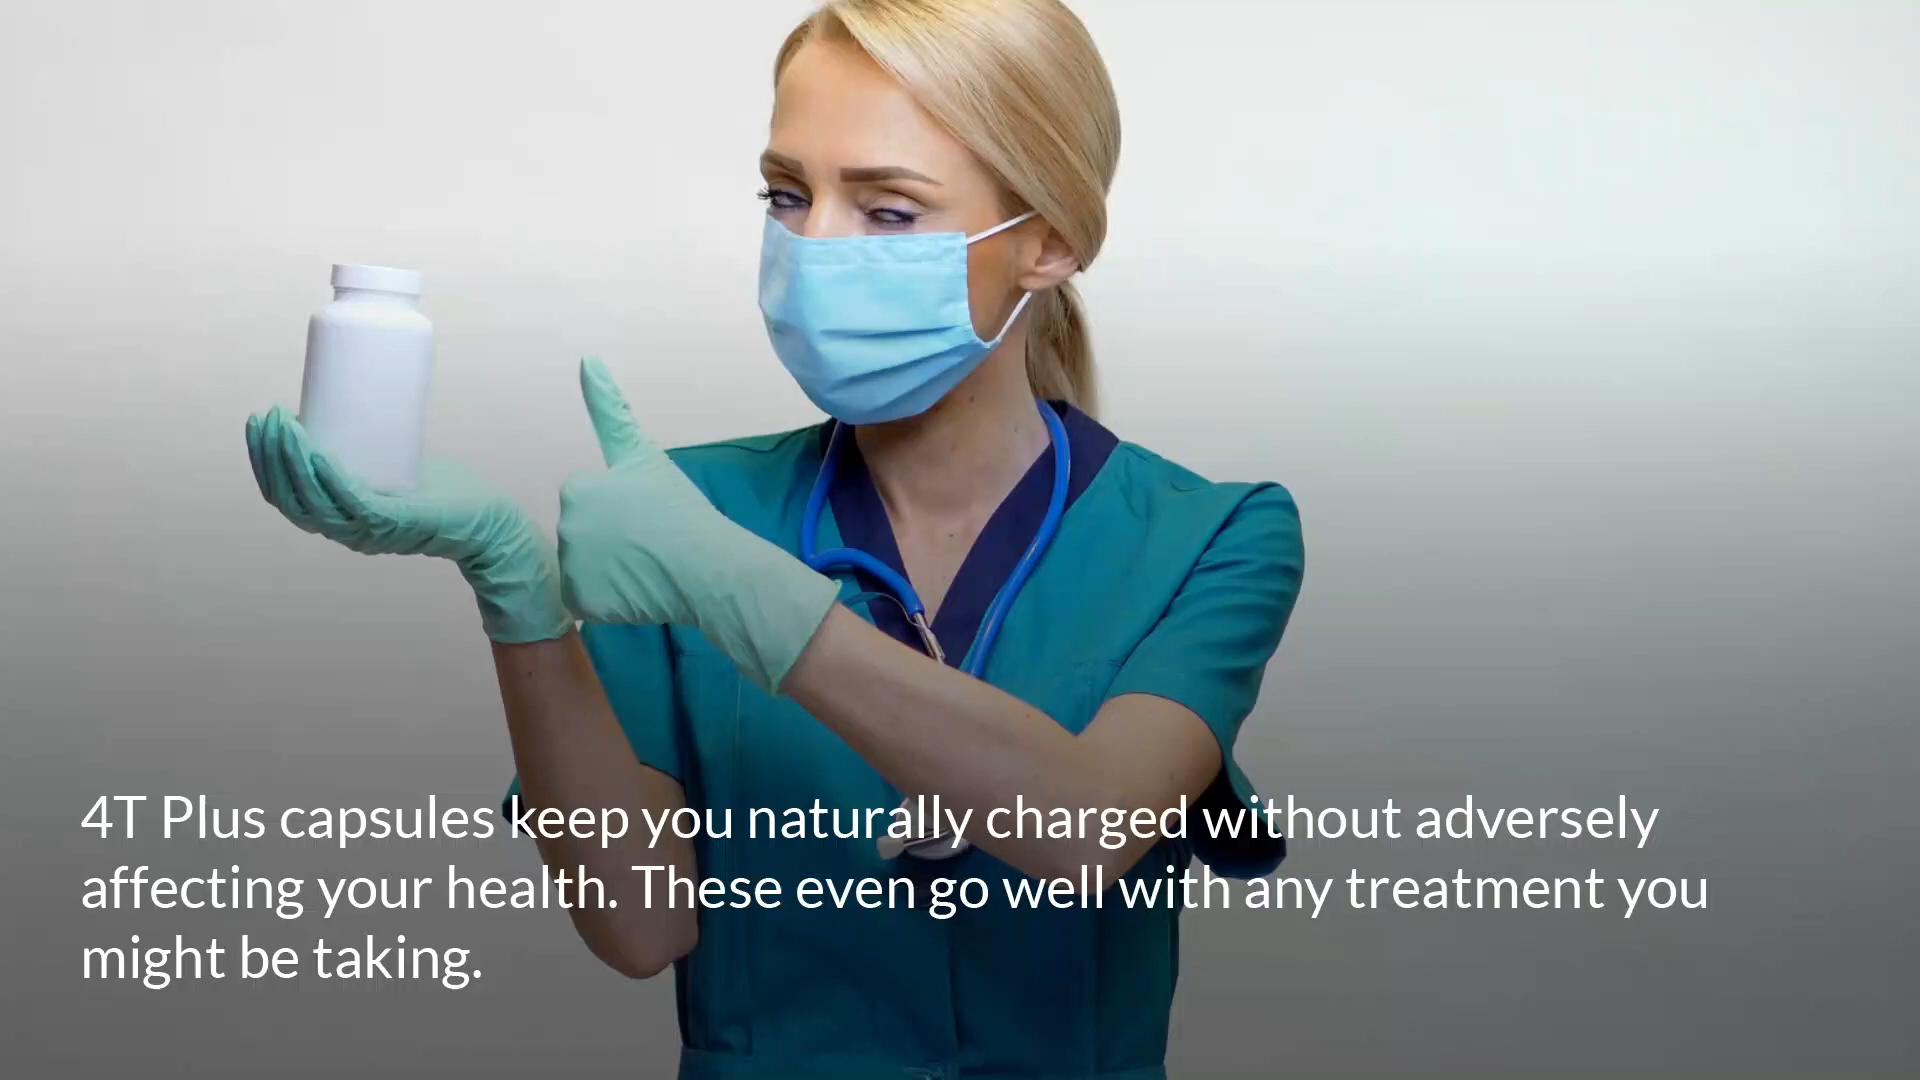 4T Plus capsules keep you naturally charged without adversely
affecting your health. These even go well with any treatment you
might be taking.